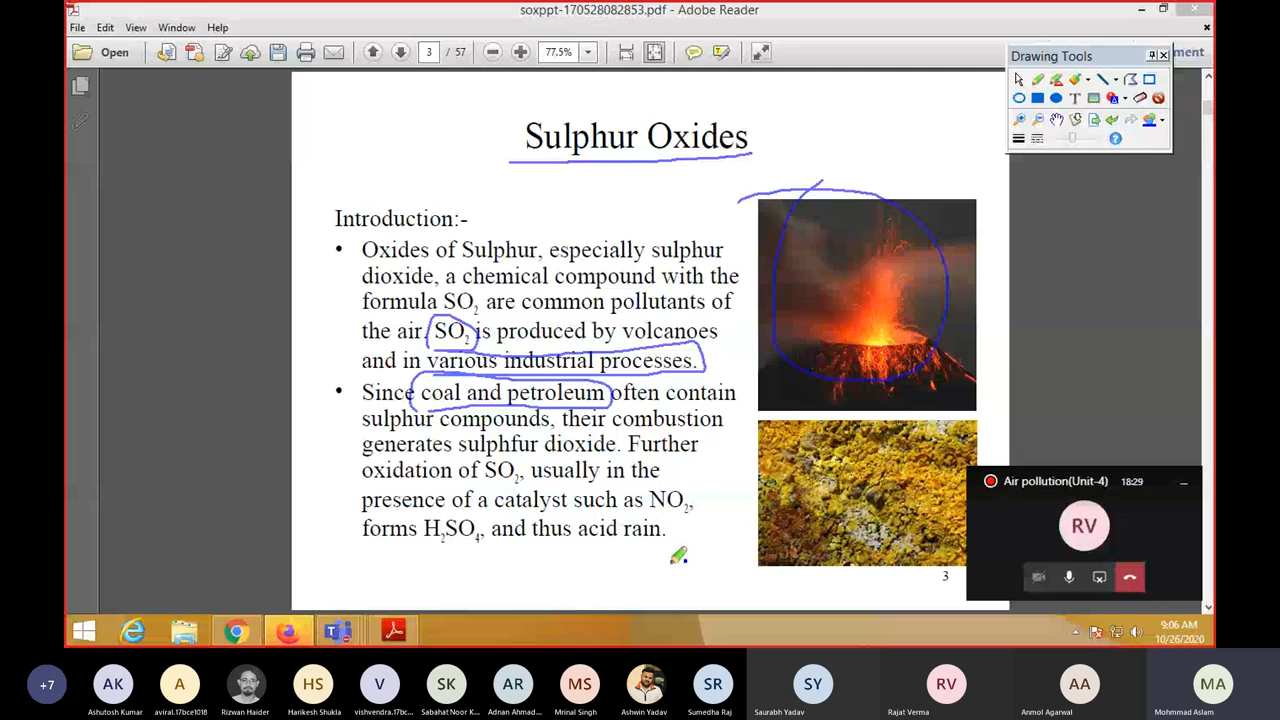 soxppt-170528082853.pdf - Adobe Reader
File Edit View Window Help
Open 3 / 57 77,5%
Drawing Tools
Sulphur Oxides
Introduction:-
• Oxides of Sulphur, especially sulphur
dioxide, a chemical compound with the
formula SO2 are common pollutants of
the air. SO2 is produced by volcanoes
and in various industrial processes.
• Since coal and petroleum often contain
sulphur compounds, their combustion
generates sulphfur dioxide. Further
oxidation of SO2, usually in the
presence of a catalyst such as NO2,
forms H2SO4, and thus acid rain.
3
Air pollution(Unit-4) 18:29
RV
9:06 AM
10/26/2020
+7 AK A HS V SK AR MS SR SY RV AA MA
Ashutosh Kumar aviral.17bce1018 Rizwan Haider Harikesh Shukla vishvendra.17bc... Sabahat Noor K... Adnan Ahmad... Mrinal Singh Ashwin Yadav Sumedha Raj Saurabh Yadav Rajat Verma Anmol Agarwal Mohmmad Aslam